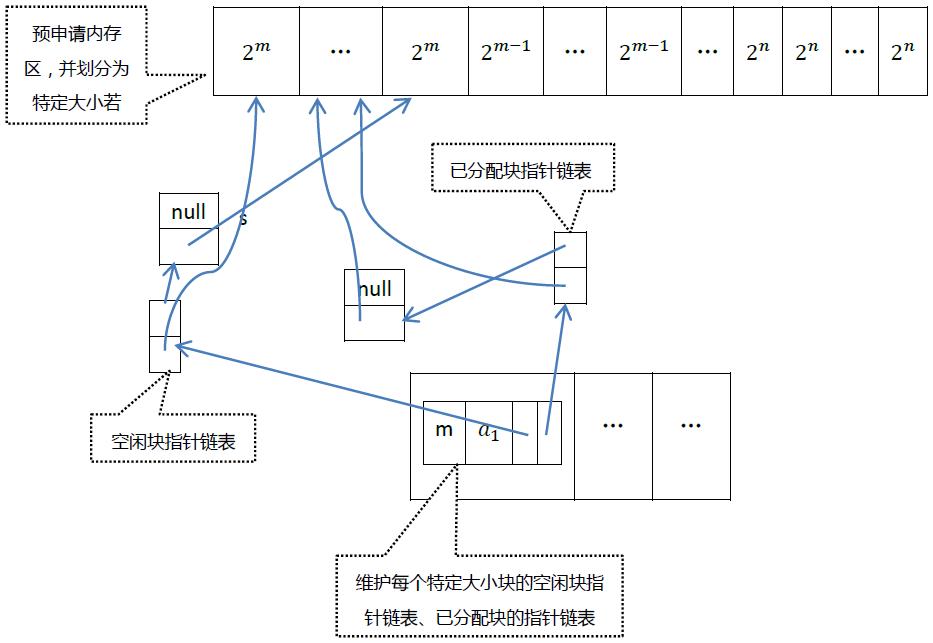 预申请内存
区，并划分为
特定大小若
2^m ... 2^m 2^{m-1} ... 2^{m-1} ... 2^n 2^n ... 2^n
已分配块指针链表
null
s
null
空闲块指针链表
m a_1
... ...
维护每个特定大小块的空闲块指
针链表、已分配块的指针链表